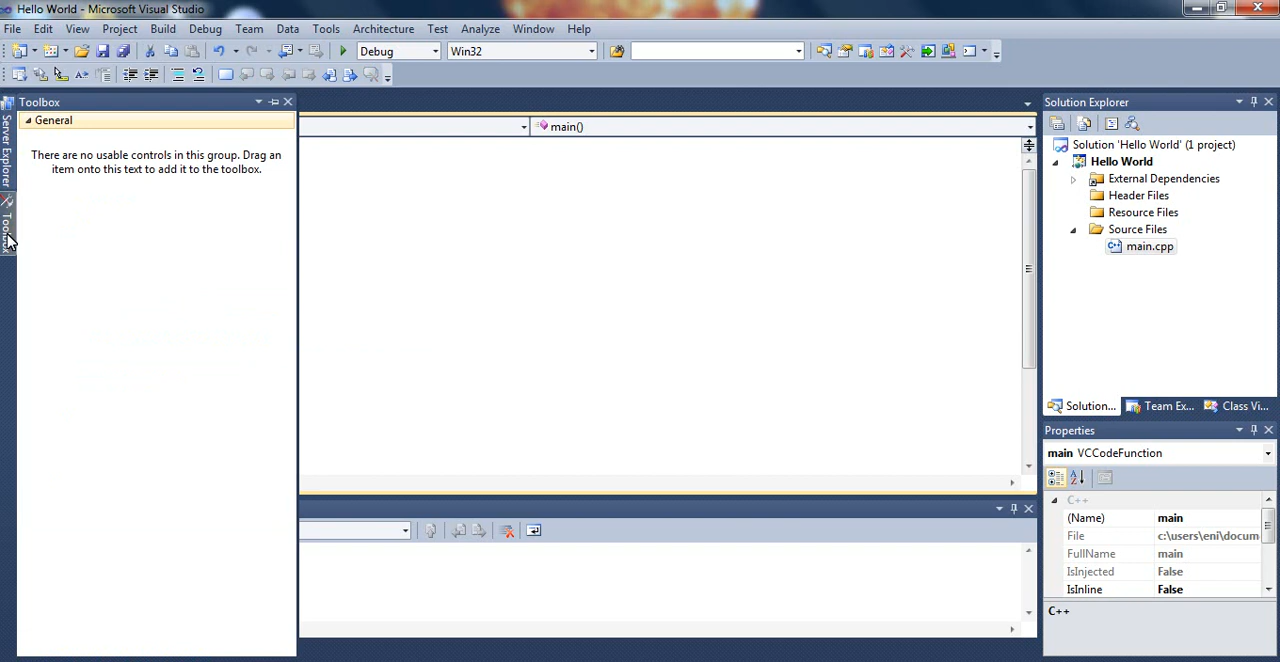 Hello World - Microsoft Visual Studio
File Edit View Project Build Debug Team Data Tools Architecture Test Analyze Window Help
Debug Win32
Toolbox
General
There are no usable controls in this group. Drag an
item onto this text to add it to the toolbox.
Server Explorer
Toolbox
main()
Solution Explorer
Solution 'Hello World' (1 project)
Hello World
External Dependencies
Header Files
Resource Files
Source Files
main.cpp
Solution... Team Ex... Class Vi...
Properties
main VCCodeFunction
C++
(Name) main
File c:\users\eni\docum
FullName main
IsInjected False
IsInline False
C++